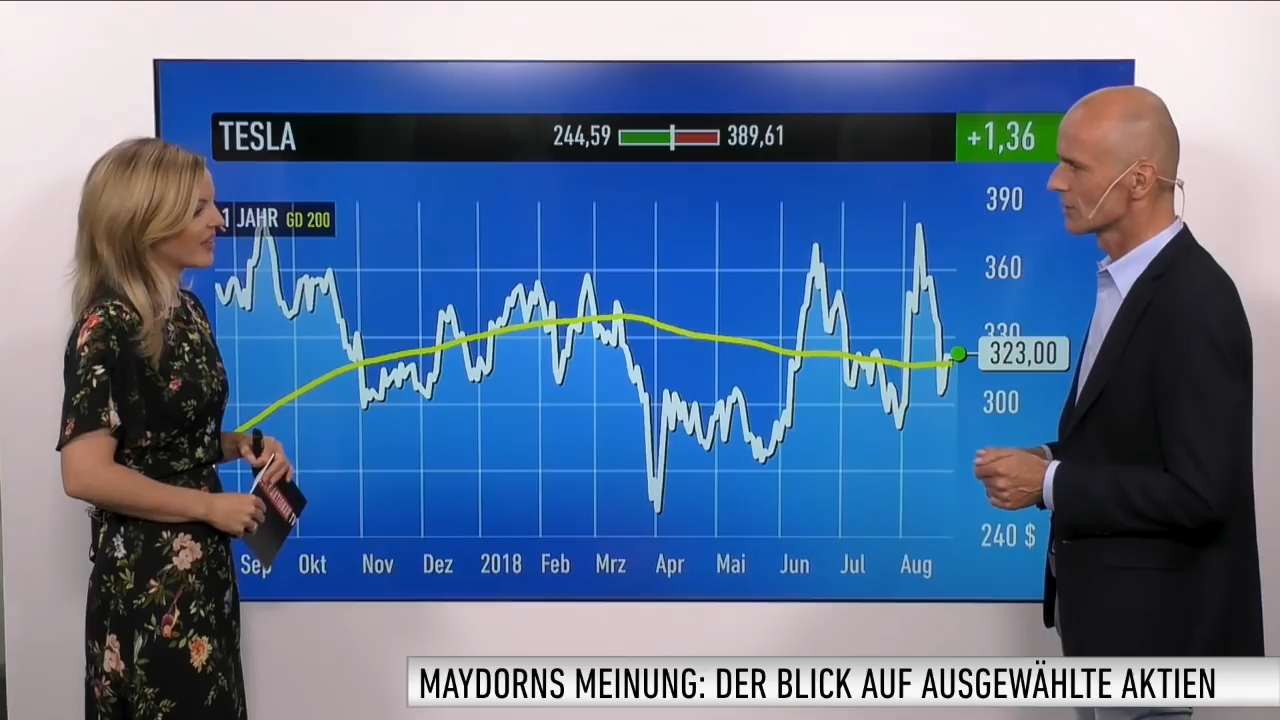 TESLA 244,59 389,61 +1,36
1 JAHR GD 200
390
360
330
323,00
300
240 $
Sep Okt Nov Dez 2018 Feb Mrz Apr Mai Jun Jul Aug
MAYDORNS MEINUNG: DER BLICK AUF AUSGEWÄHLTE AKTIEN